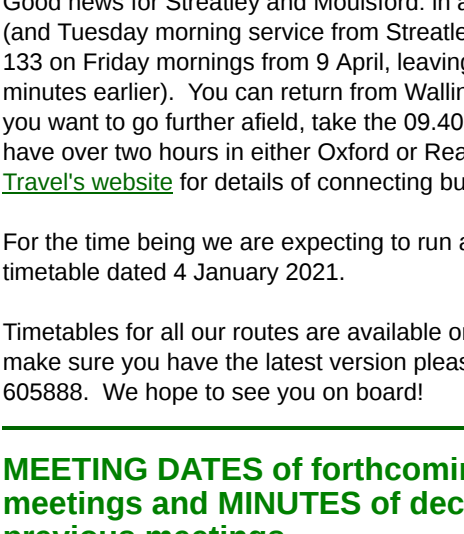 Good news for Streatley and Moulsford: in a
(and Tuesday morning service from Streatle
133 on Friday mornings from 9 April, leaving
minutes earlier).  You can return from Wallin
you want to go further afield, take the 09.40
have over two hours in either Oxford or Rea
Travel's website for details of connecting bu
For the time being we are expecting to run a
timetable dated 4 January 2021.
Timetables for all our routes are available on
make sure you have the latest version pleas
605888.  We hope to see you on board!
MEETING DATES of forthcomin
meetings and MINUTES of dec
previous meetings